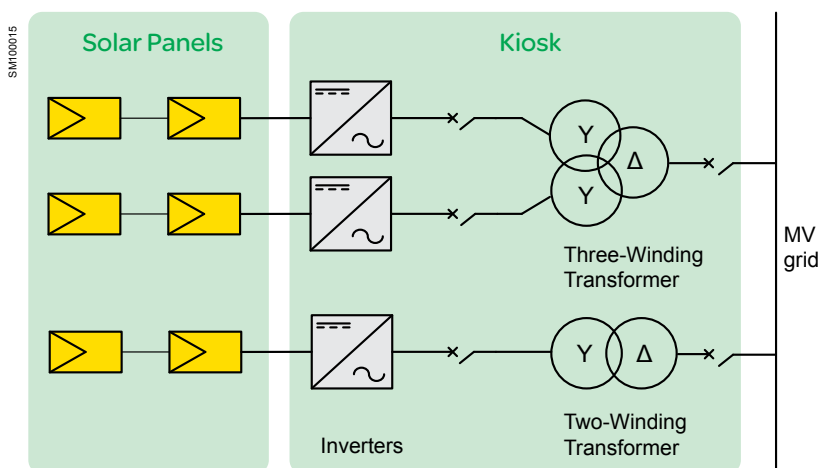 SM100015
Solar Panels
Kiosk
Y
Y
Δ
MV
grid
Three-Winding
Transformer
Y
Δ
Inverters
Two-Winding
Transformer